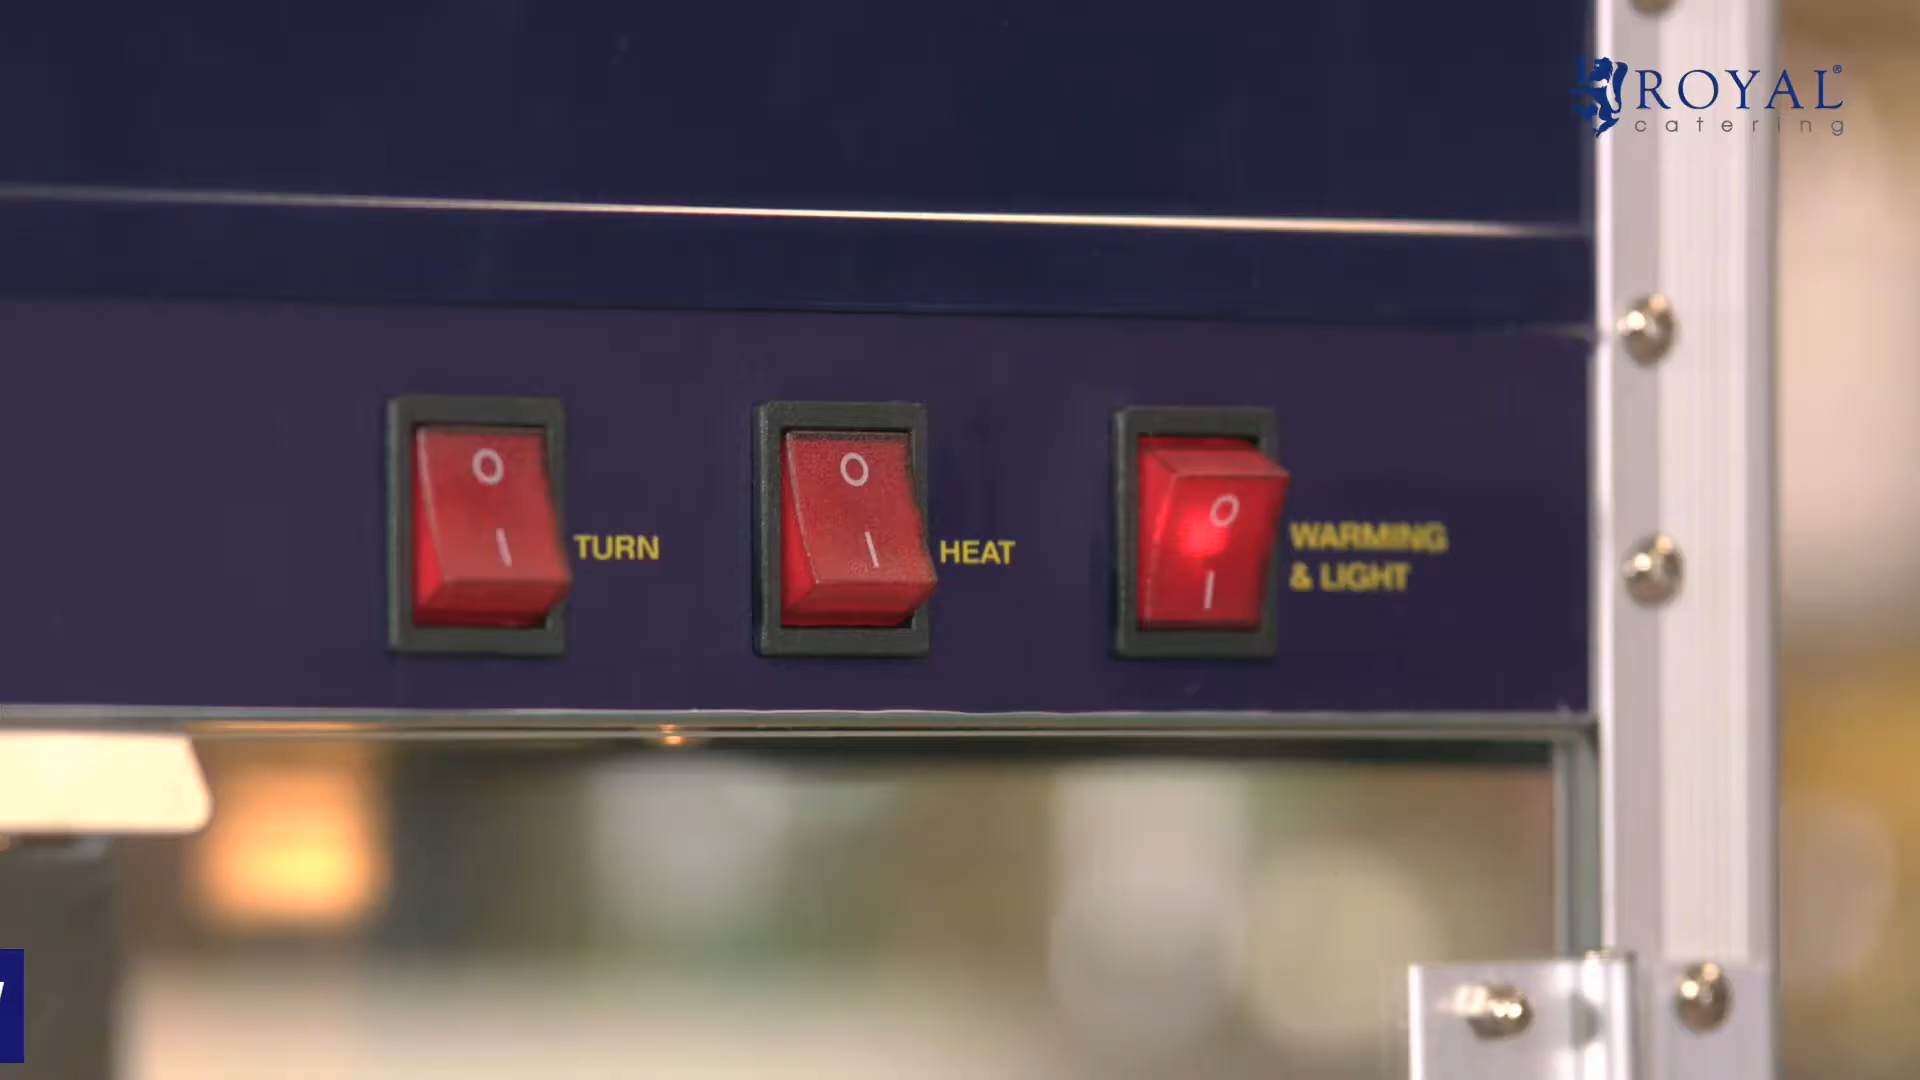 ROYAL®
catering
O
I
TURN
O
I
HEAT
O
I
WARMING
& LIGHT